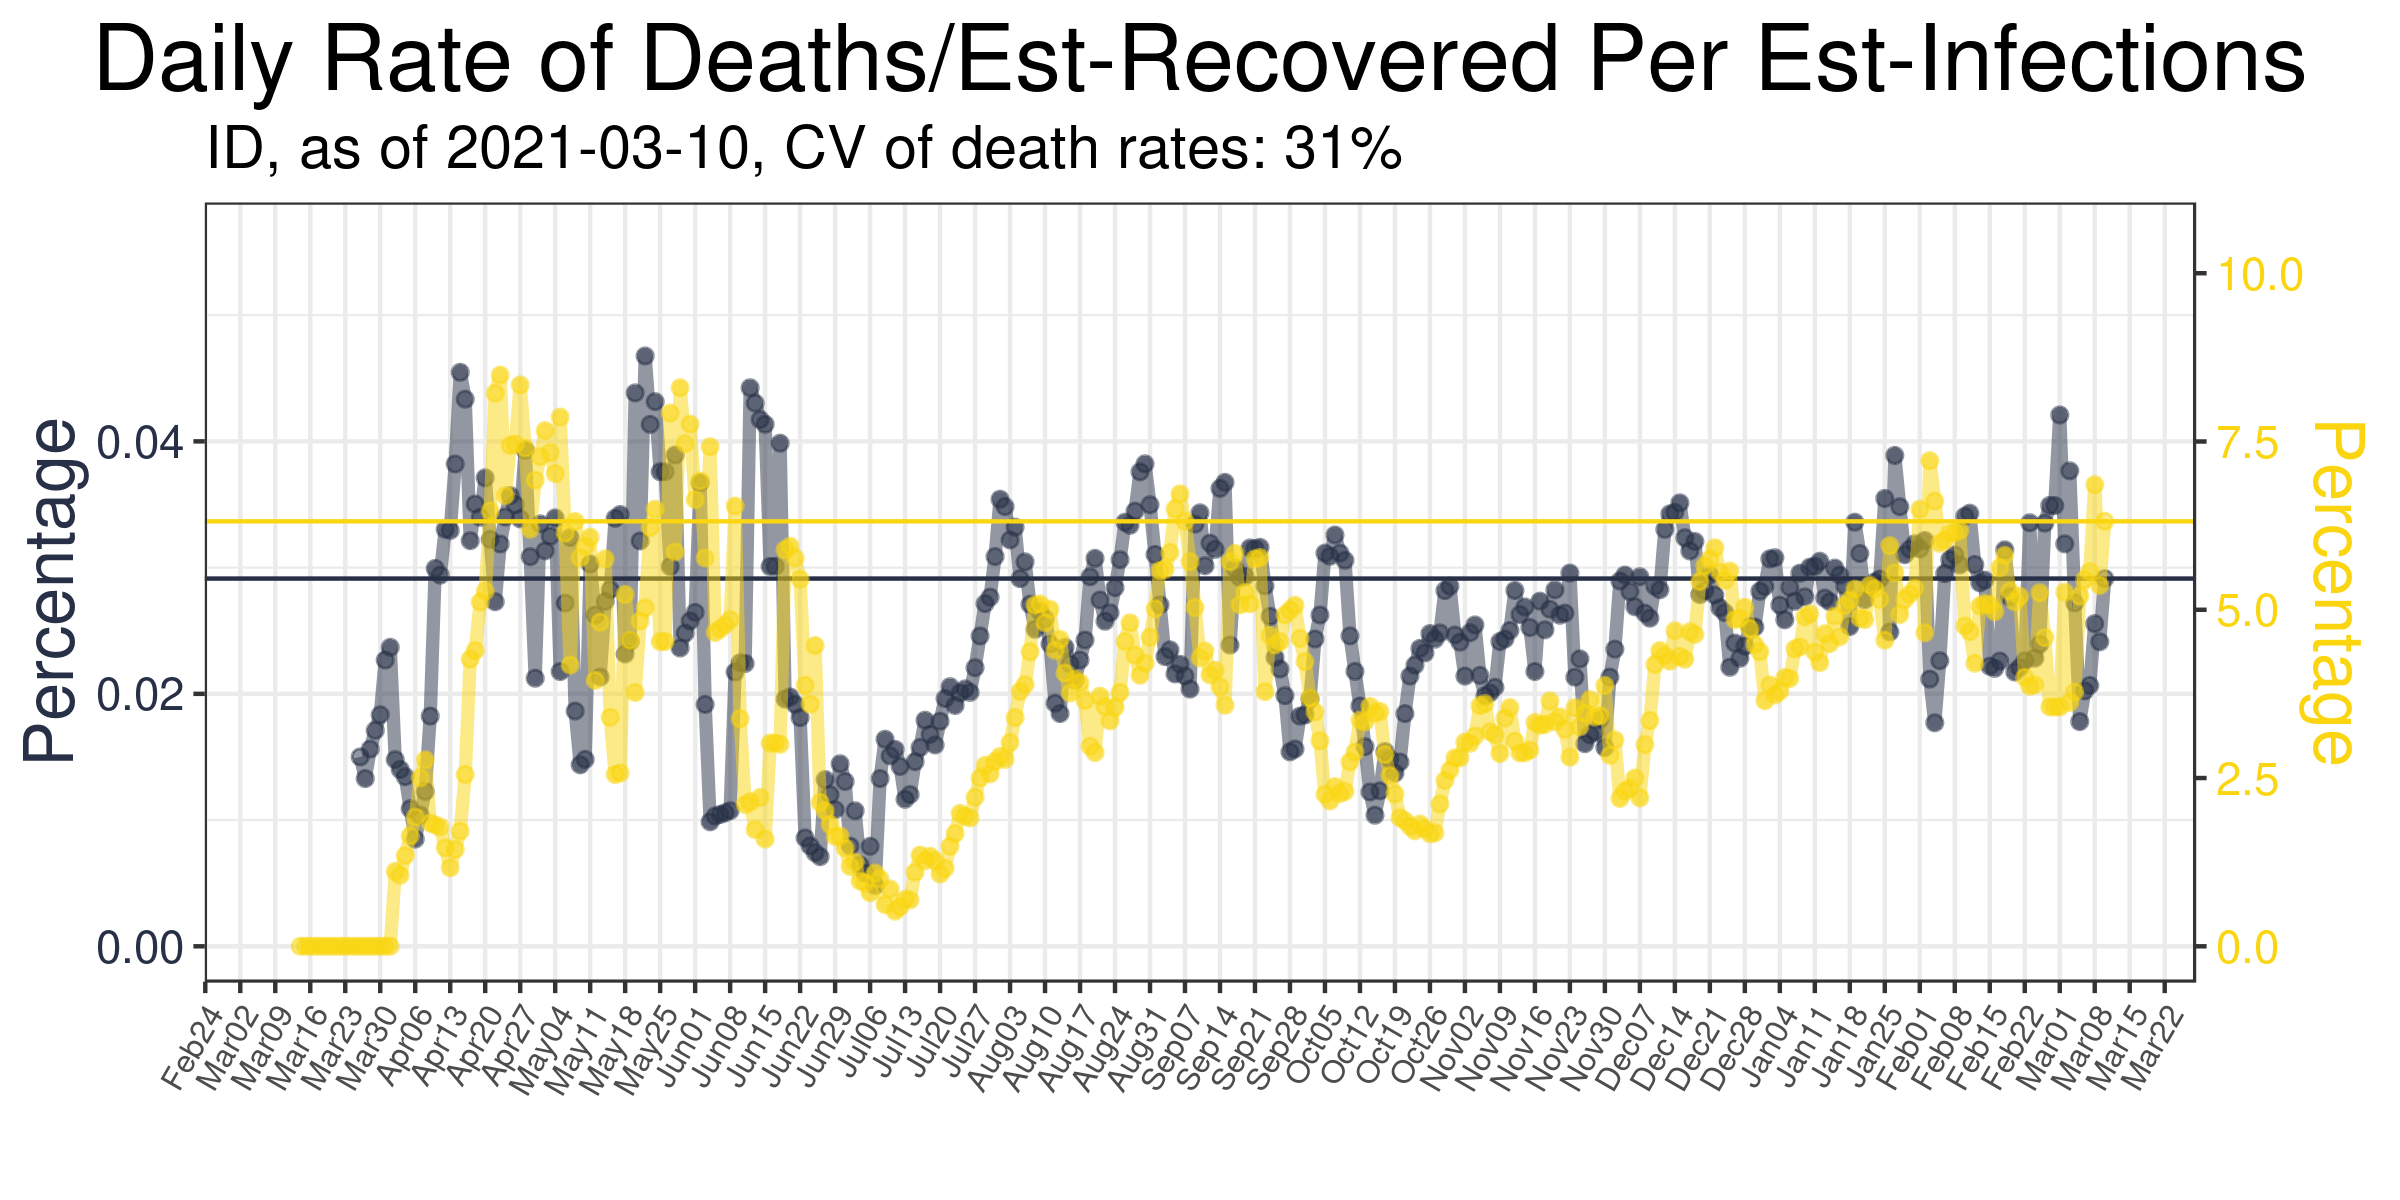 Daily Rate of Deaths/Est-Recovered Per Est-Infections
ID, as of 2021-03-10, CV of death rates: 31%
Percentage
0.04
0.02
0.00
10.0
7.5
5.0
2.5
0.0
Percentage
Feb24
Mar02
Mar09
Mar16
Mar23
Mar30
Apr06
Apr13
Apr20
Apr27
May04
May11
May18
May25
Jun01
Jun08
Jun15
Jun22
Jun29
Jul06
Jul13
Jul20
Jul27
Aug03
Aug10
Aug17
Aug24
Aug31
Sep07
Sep14
Sep21
Sep28
Oct05
Oct12
Oct19
Oct26
Nov02
Nov09
Nov16
Nov23
Nov30
Dec07
Dec14
Dec21
Dec28
Jan04
Jan11
Jan18
Jan25
Feb01
Feb08
Feb15
Feb22
Mar01
Mar08
Mar15
Mar22